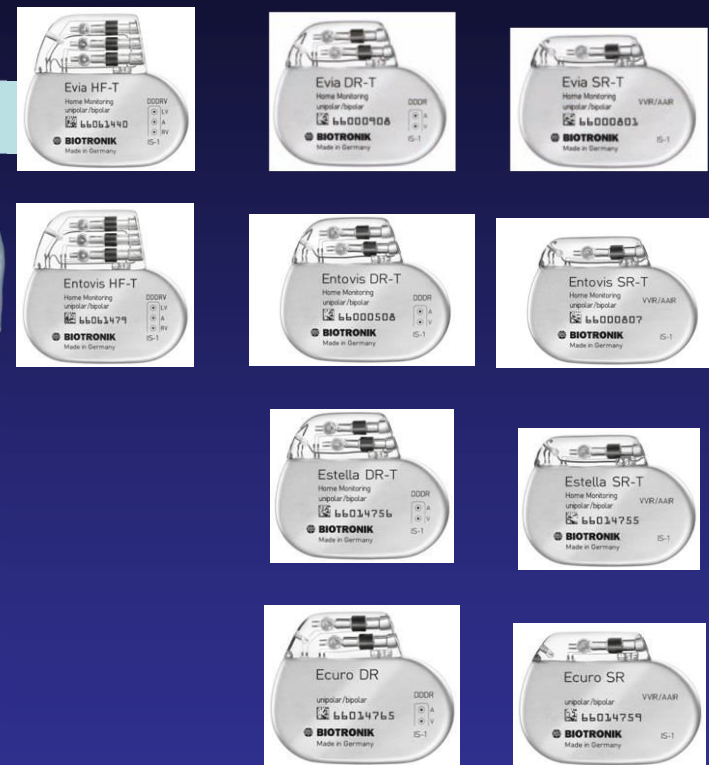 Evia HF-T
Home Monitoring DDDRV
unipolar/bipolar LV
66061440 A
RV
BIOTRONIK IS-1
Made in Germany
Evia DR-T
Home Monitoring DDDR
unipolar/bipolar A
66000908 V
BIOTRONIK IS-1
Made in Germany
Evia SR-T
Home Monitoring VVIR/AAIR
unipolar/bipolar
66000801
BIOTRONIK IS-1
Made in Germany
Entovis HF-T
Home Monitoring DDDRV
unipolar/bipolar LV
66061479 A
RV
BIOTRONIK IS-1
Made in Germany
Entovis DR-T
Home Monitoring DDDR
unipolar/bipolar A
66000508 V
BIOTRONIK IS-1
Made in Germany
Entovis SR-T
Home Monitoring VVIR/AAIR
unipolar/bipolar
66000807
BIOTRONIK IS-1
Made in Germany
Estella DR-T
Home Monitoring DDDR
unipolar/bipolar A
66014756 V
BIOTRONIK IS-1
Made in Germany
Estella SR-T
Home Monitoring VVIR/AAIR
unipolar/bipolar
66014755
BIOTRONIK IS-1
Made in Germany
Ecuro DR
unipolar/bipolar DDDR
66014765 A
V
BIOTRONIK IS-1
Made in Germany
Ecuro SR
unipolar/bipolar VVIR/AAIR
66014759
BIOTRONIK IS-1
Made in Germany